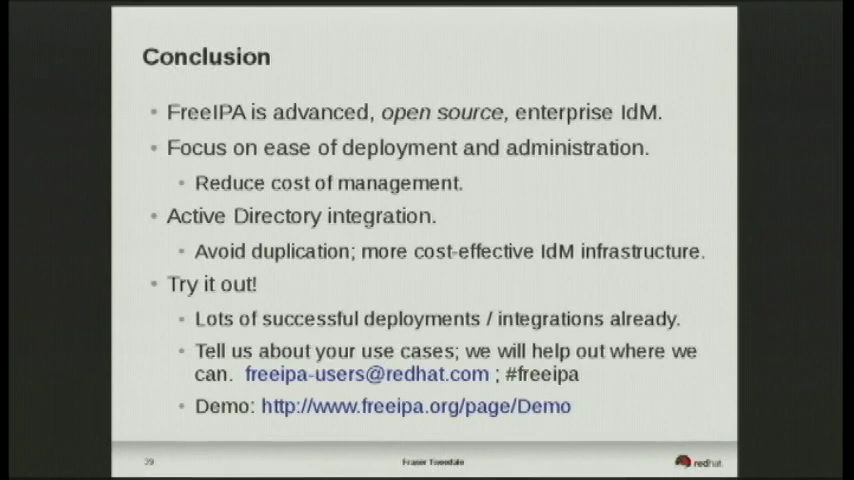 Conclusion
• FreeIPA is advanced, open source, enterprise IdM.
• Focus on ease of deployment and administration.
• Reduce cost of management.
• Active Directory integration.
• Avoid duplication; more cost-effective IdM infrastructure.
• Try it out!
• Lots of successful deployments / integrations already.
• Tell us about your use cases; we will help out where we
can. freeipa-users@redhat.com ; #freeipa
• Demo: http://www.freeipa.org/page/Demo
Fraser Tweedale
redhat